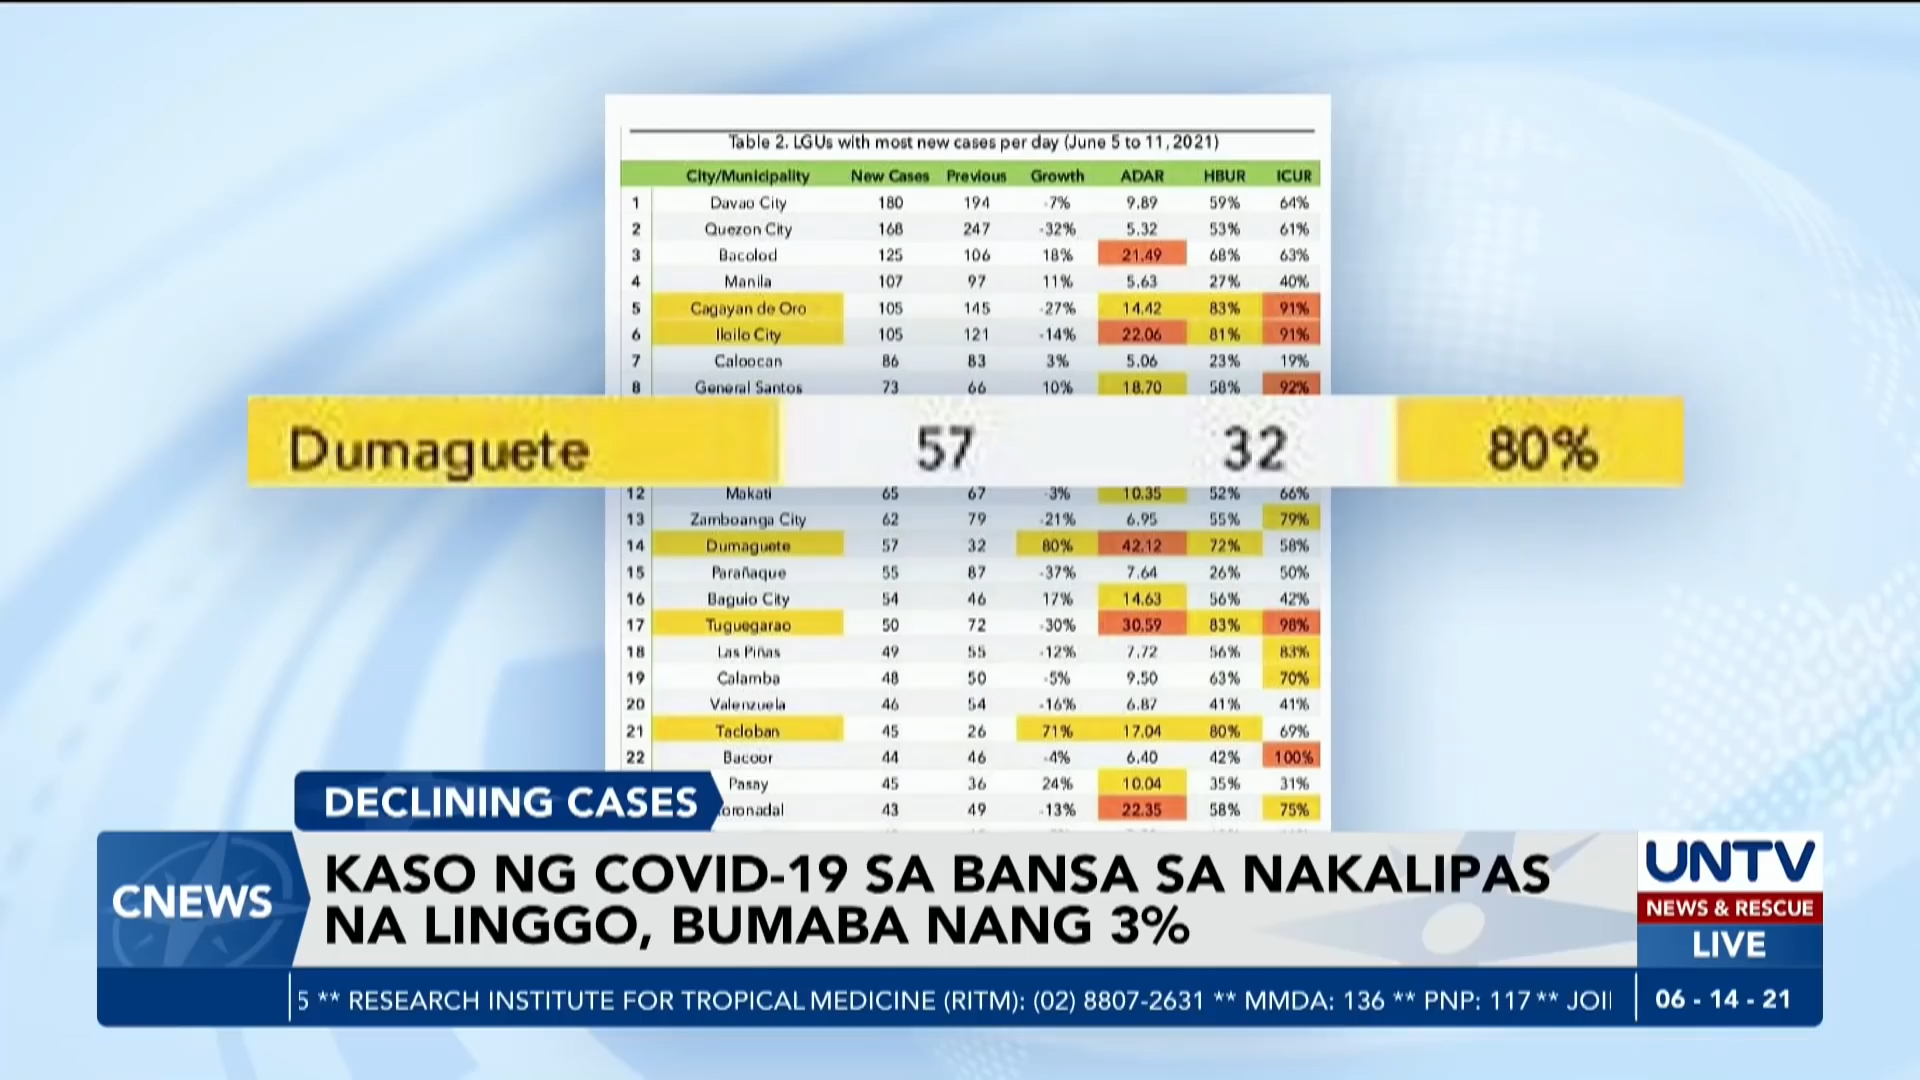 Table 2. LGUs with most new cases per day (June 5 to 11, 2021)
City/Municipality New Cases Previous Growth ADAR HBUR ICUR
1 Davao City 180 194 -7% 9.89 59% 64%
2 Quezon City 168 247 -32% 5.32 53% 61%
3 Bacolod 125 106 18% 21.49 68% 63%
4 Manila 107 97 11% 5.63 27% 40%
5 Cagayan de Oro 105 145 -27% 14.42 83% 91%
6 Iloilo City 105 121 -14% 22.06 81% 91%
7 Caloocan 86 83 3% 5.06 23% 19%
8 General Santos 73 66 10% 18.70 58% 92%
Dumaguete 57 32 80%
12 Makati 65 67 -3% 10.35 52% 66%
13 Zamboanga City 62 79 -21% 6.95 55% 79%
14 Dumaguete 57 32 80% 42.12 72% 58%
15 Parañaque 55 87 -37% 7.64 26% 50%
16 Baguio City 54 46 17% 14.63 56% 42%
17 Tuguegarao 50 72 -30% 30.59 83% 98%
18 Las Piñas 49 55 -12% 7.72 56% 83%
19 Calamba 48 50 -5% 9.50 63% 70%
20 Valenzuela 46 54 -16% 6.87 41% 41%
21 Tacloban 45 26 71% 17.04 80% 69%
22 Bacoor 44 46 -4% 6.40 42% 100%
Pasay 45 36 24% 10.04 35% 31%
oronadal 43 49 -13% 22.35 58% 75%
DECLINING CASES
CNEWS
KASO NG COVID-19 SA BANSA SA NAKALIPAS
NA LINGGO, BUMABA NANG 3%
UNTV
NEWS & RESCUE
LIVE
5 ** RESEARCH INSTITUTE FOR TROPICAL MEDICINE (RITM): (02) 8807-2631 ** MMDA: 136 ** PNP: 117 ** JOI
06 - 14 - 21